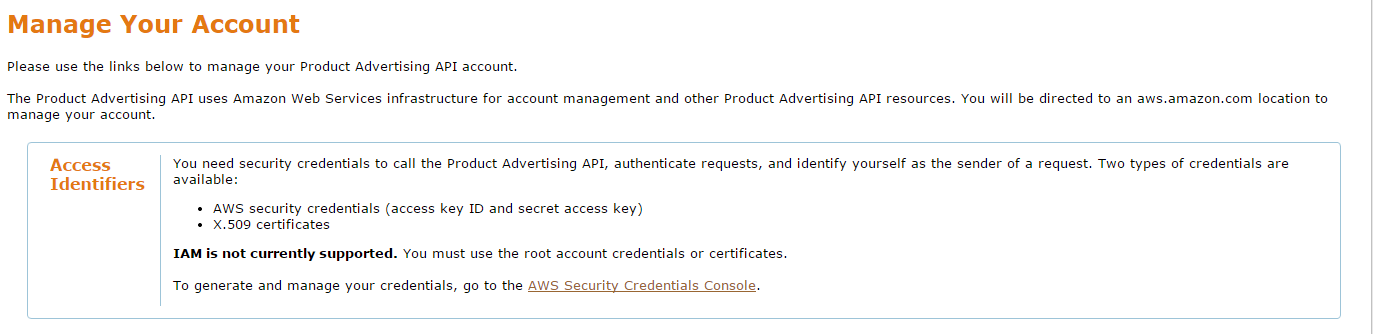 Manage Your Account
Please use the links below to manage your Product Advertising API account.
The Product Advertising API uses Amazon Web Services infrastructure for account management and other Product Advertising API resources. You will be directed to an aws.amazon.com location to
manage your account.
Access
Identifiers
You need security credentials to call the Product Advertising API, authenticate requests, and identify yourself as the sender of a request. Two types of credentials are
available:
• AWS security credentials (access key ID and secret access key)
• X.509 certificates
IAM is not currently supported. You must use the root account credentials or certificates.
To generate and manage your credentials, go to the AWS Security Credentials Console.